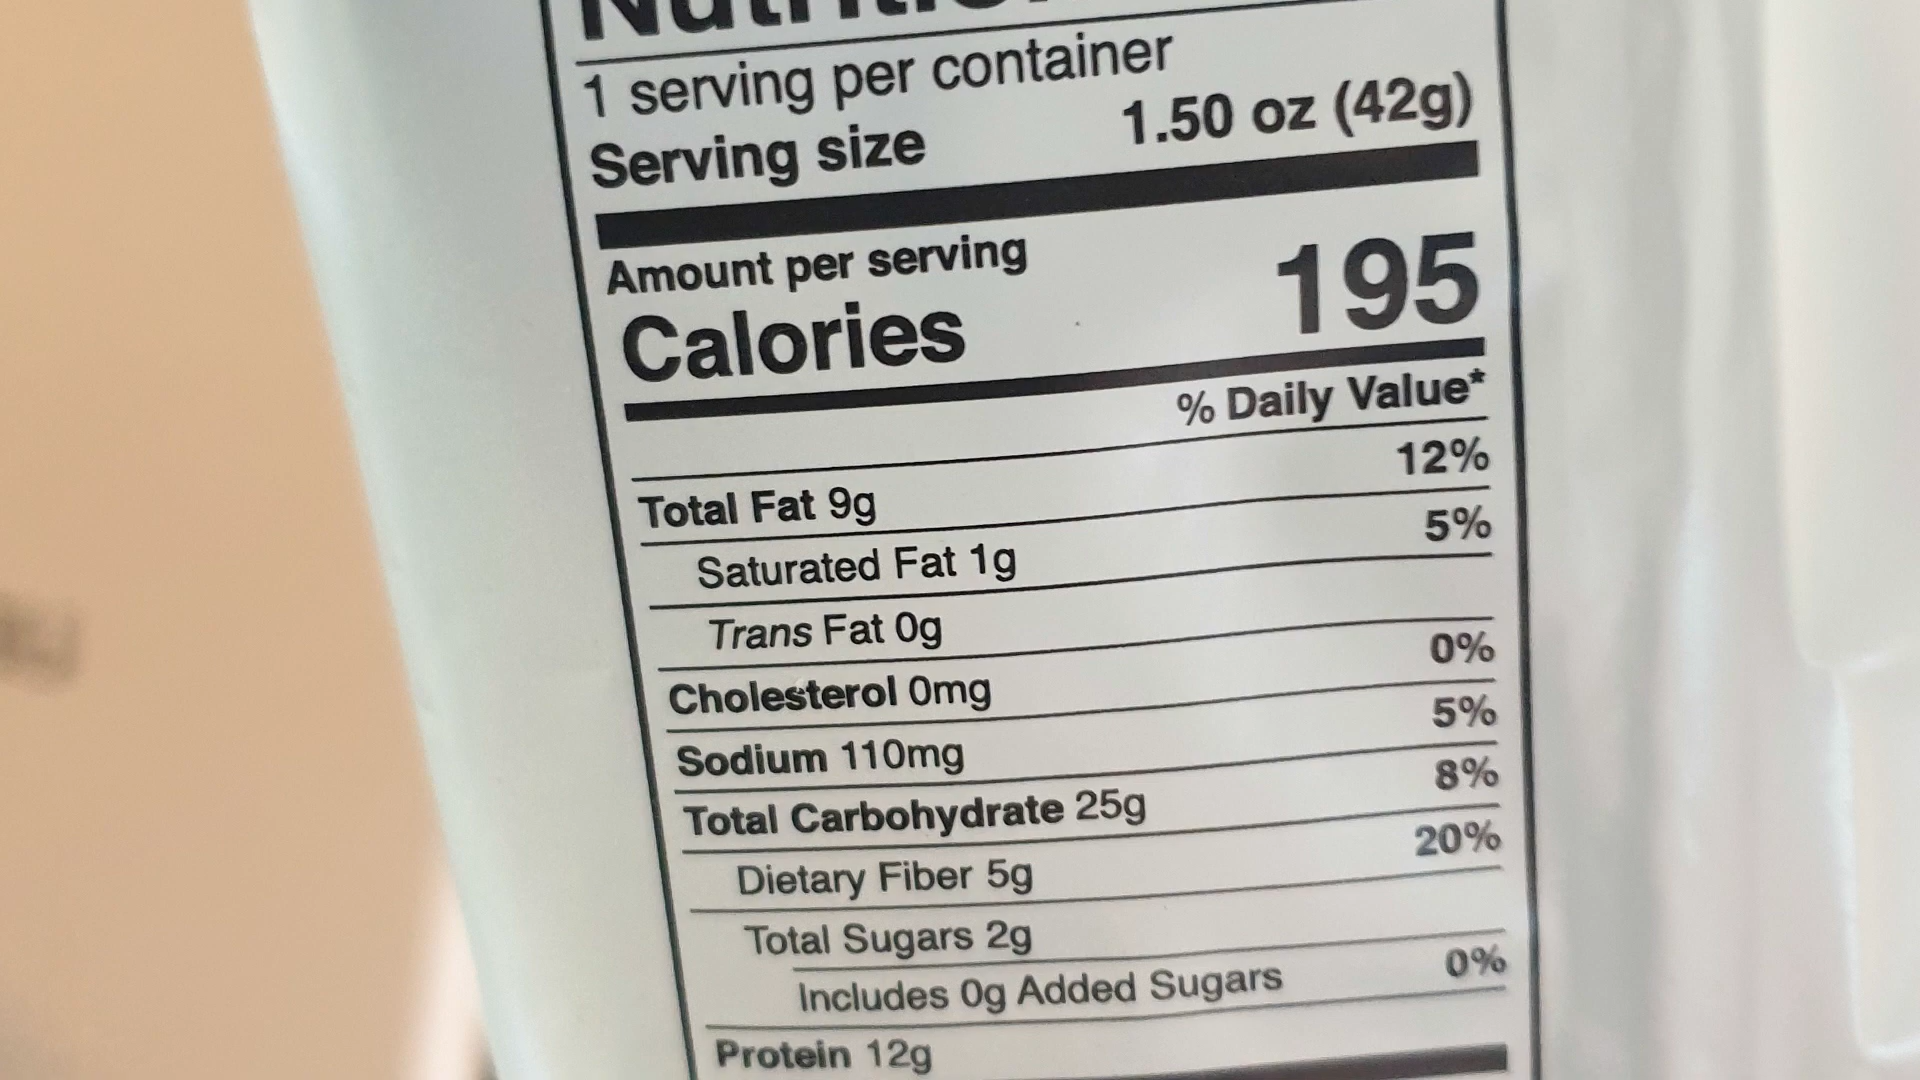 1 serving per container
Serving size 1.50 oz (42g)
Amount per serving
Calories 195
% Daily Value*
Total Fat 9g 12%
Saturated Fat 1g 5%
Trans Fat 0g
Cholesterol 0mg 0%
Sodium 110mg 5%
Total Carbohydrate 25g 8%
Dietary Fiber 5g 20%
Total Sugars 2g
Includes 0g Added Sugars 0%
Protein 12g